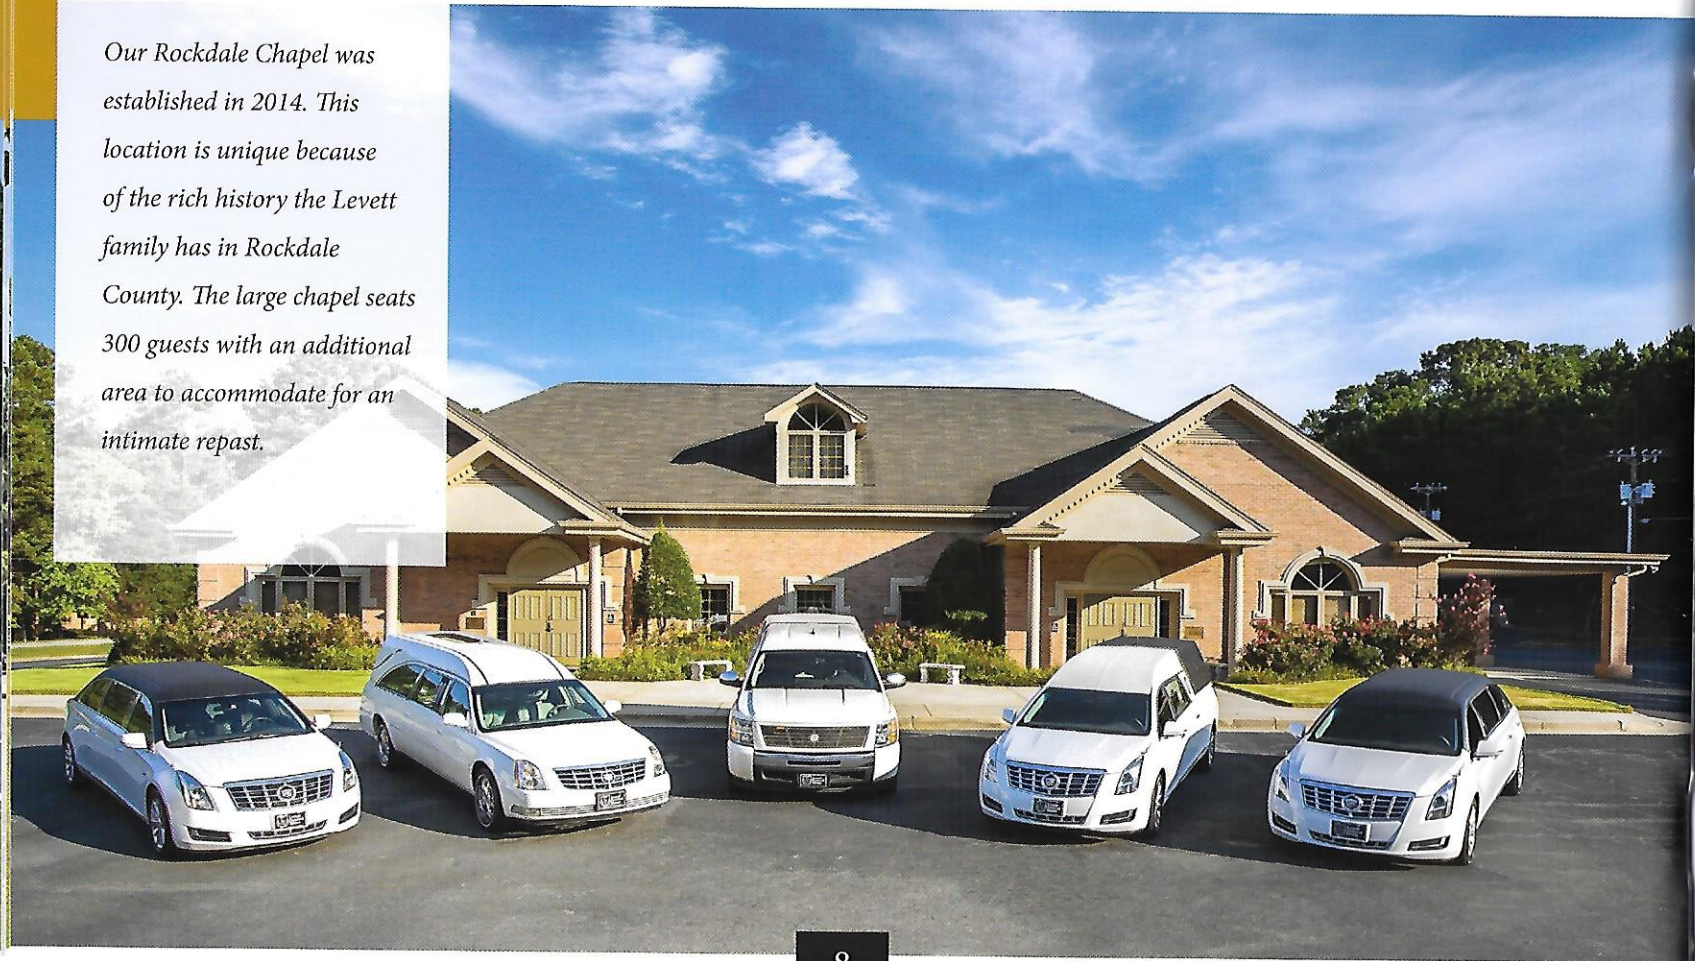 Our Rockdale Chapel was
established in 2014. This
location is unique because
of the rich history the Levett
family has in Rockdale
County. The large chapel seats
300 guests with an additional
area to accommodate for an
intimate repast.